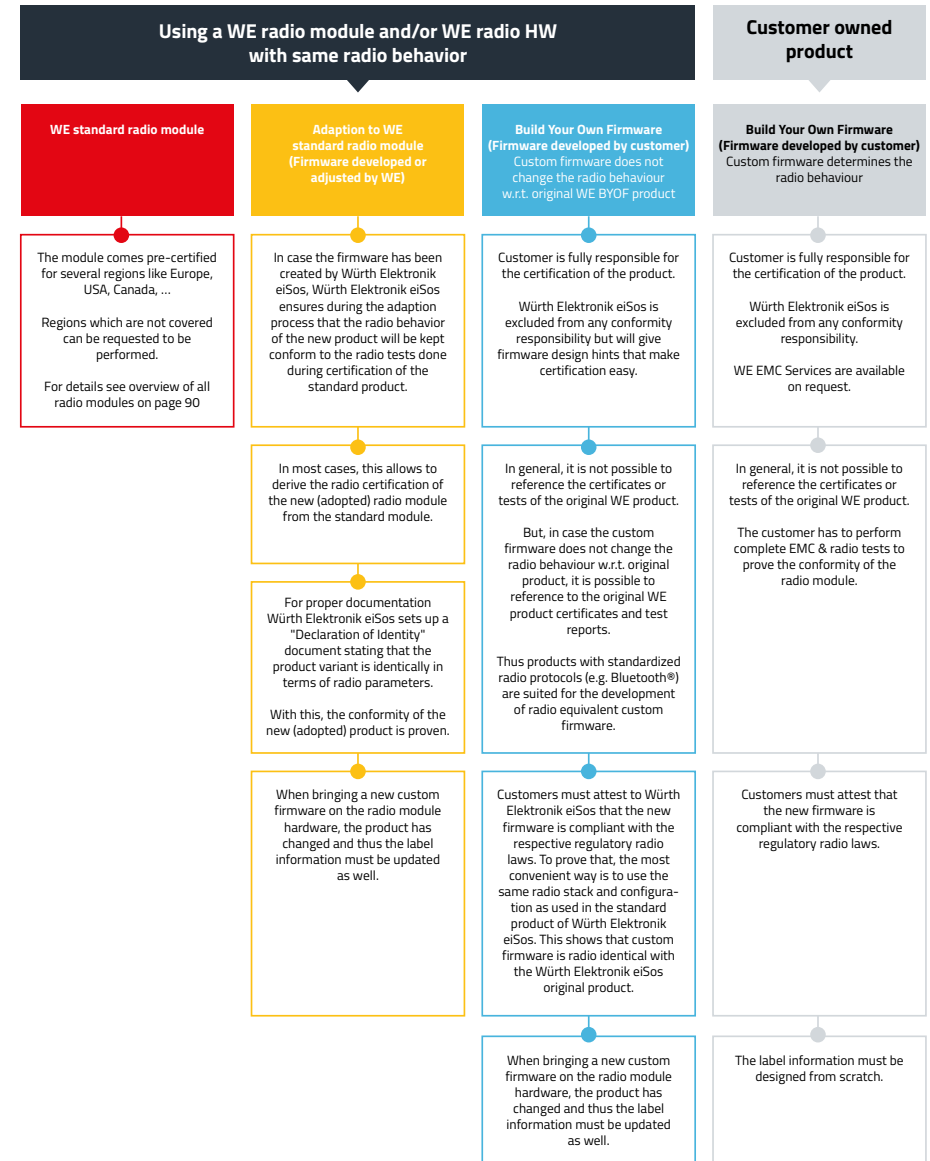 Using a WE radio module and/or WE radio HW
with same radio behavior
Customer owned
product
WE standard radio module
The module comes pre-certified
for several regions like Europe,
USA, Canada, ...
Regions which are not covered
can be requested to be
performed.
For details see overview of all
radio modules on page 90
Adaption to WE
standard radio module
(Firmware developed or
adjusted by WE)
In case the firmware has been
created by Würth Elektronik
eiSos, Würth Elektronik eiSos
ensures during the adaption
process that the radio behavior
of the new product will be kept
conform to the radio tests done
during certification of the
standard product.
In most cases, this allows to
derive the radio certification of
the new (adopted) radio module
from the standard module.
For proper documentation
Würth Elektronik eiSos sets up a
"Declaration of Identity"
document stating that the
product variant is identically in
terms of radio parameters.
With this, the conformity of the
new (adopted) product is proven.
When bringing a new custom
firmware on the radio module
hardware, the product has
changed and thus the label
information must be updated
as well.
Build Your Own Firmware
(Firmware developed by customer)
Custom firmware does not
change the radio behaviour
w.r.t. original WE BYOF product
Customer is fully responsible for
the certification of the product.
Würth Elektronik eiSos is
excluded from any conformity
responsibility but will give
firmware design hints that make
certification easy.
In general, it is not possible to
reference the certificates or
tests of the original WE product.
But, in case the custom
firmware does not change the
radio behaviour w.r.t. original
product, it is possible to
reference to the original WE
product certificates and test
reports.
Thus products with standardized
radio protocols (e.g. Bluetooth®)
are suited for the development
of radio equivalent custom
firmware.
Customers must attest to Würth
Elektronik eiSos that the new
firmware is compliant with the
respective regulatory radio
laws. To prove that, the most
convenient way is to use the
same radio stack and configura-
tion as used in the standard
product of Würth Elektronik
eiSos. This shows that custom
firmware is radio identical with
the Würth Elektronik eiSos
original product.
When bringing a new custom
firmware on the radio module
hardware, the product has
changed and thus the label
information must be updated
as well.
Build Your Own Firmware
(Firmware developed by customer)
Custom firmware determines the
radio behaviour
Customer is fully responsible for
the certification of the product.
Würth Elektronik eiSos is
excluded from any conformity
responsibility.
WE EMC Services are available
on request.
In general, it is not possible to
reference the certificates or
tests of the original WE product.
The customer has to perform
complete EMC & radio tests to
prove the conformity of the
radio module.
Customers must attest that
the new firmware is
compliant with the respective
regulatory radio laws.
The label information must be
designed from scratch.